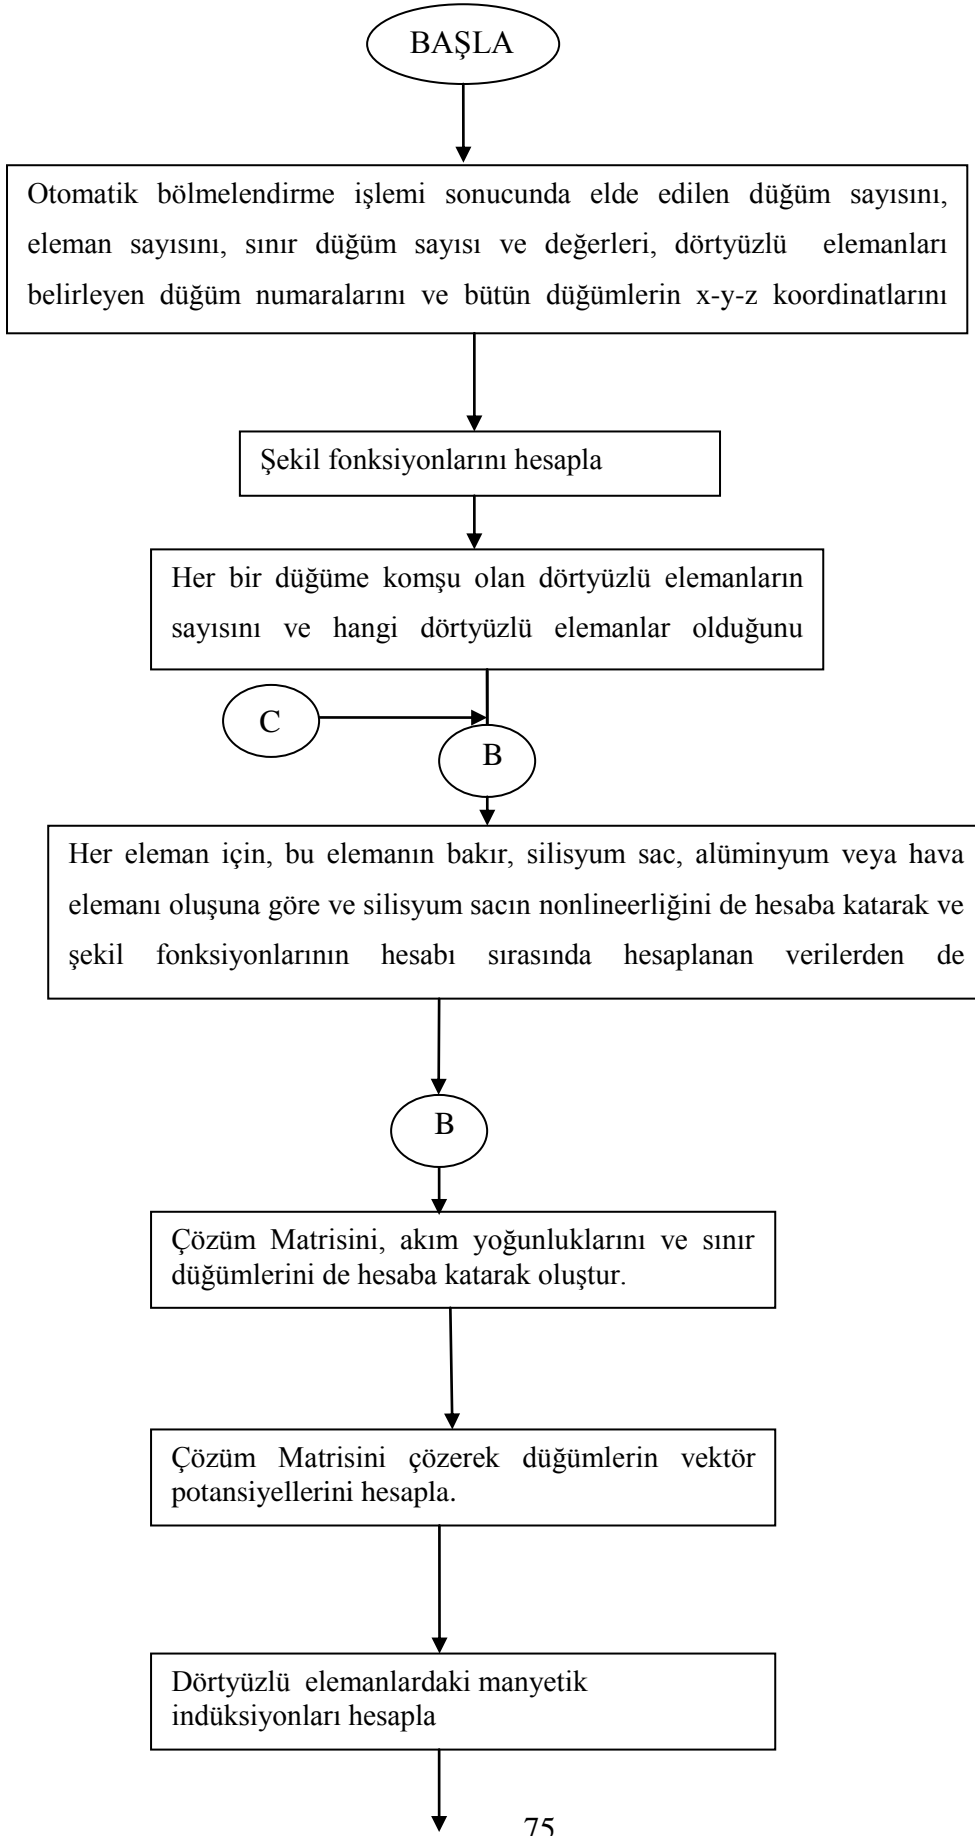 BAŞLA
Otomatik bölmelendirme işlemi sonucunda elde edilen düğüm sayısını,
eleman sayısını, sınır düğüm sayısı ve değerleri, dörtyüzlü elemanları
belirleyen düğüm numaralarını ve bütün düğümlerin x-y-z koordinatlarını
Şekil fonksiyonlarını hesapla
Her bir düğüme komşu olan dörtyüzlü elemanların
sayısını ve hangi dörtyüzlü elemanlar olduğunu
C
B
Her eleman için, bu elemanın bakır, silisyum sac, alüminyum veya hava
elemanı oluşuna göre ve silisyum sacın nonlineerliğini de hesaba katarak ve
şekil fonksiyonlarının hesabı sırasında hesaplanan verilerden de
B
Çözüm Matrisini, akım yoğunluklarını ve sınır
düğümlerini de hesaba katarak oluştur.
Çözüm Matrisini çözerek düğümlerin vektör
potansiyellerini hesapla.
Dörtyüzlü elemanlardaki manyetik
indüksiyonları hesapla
75